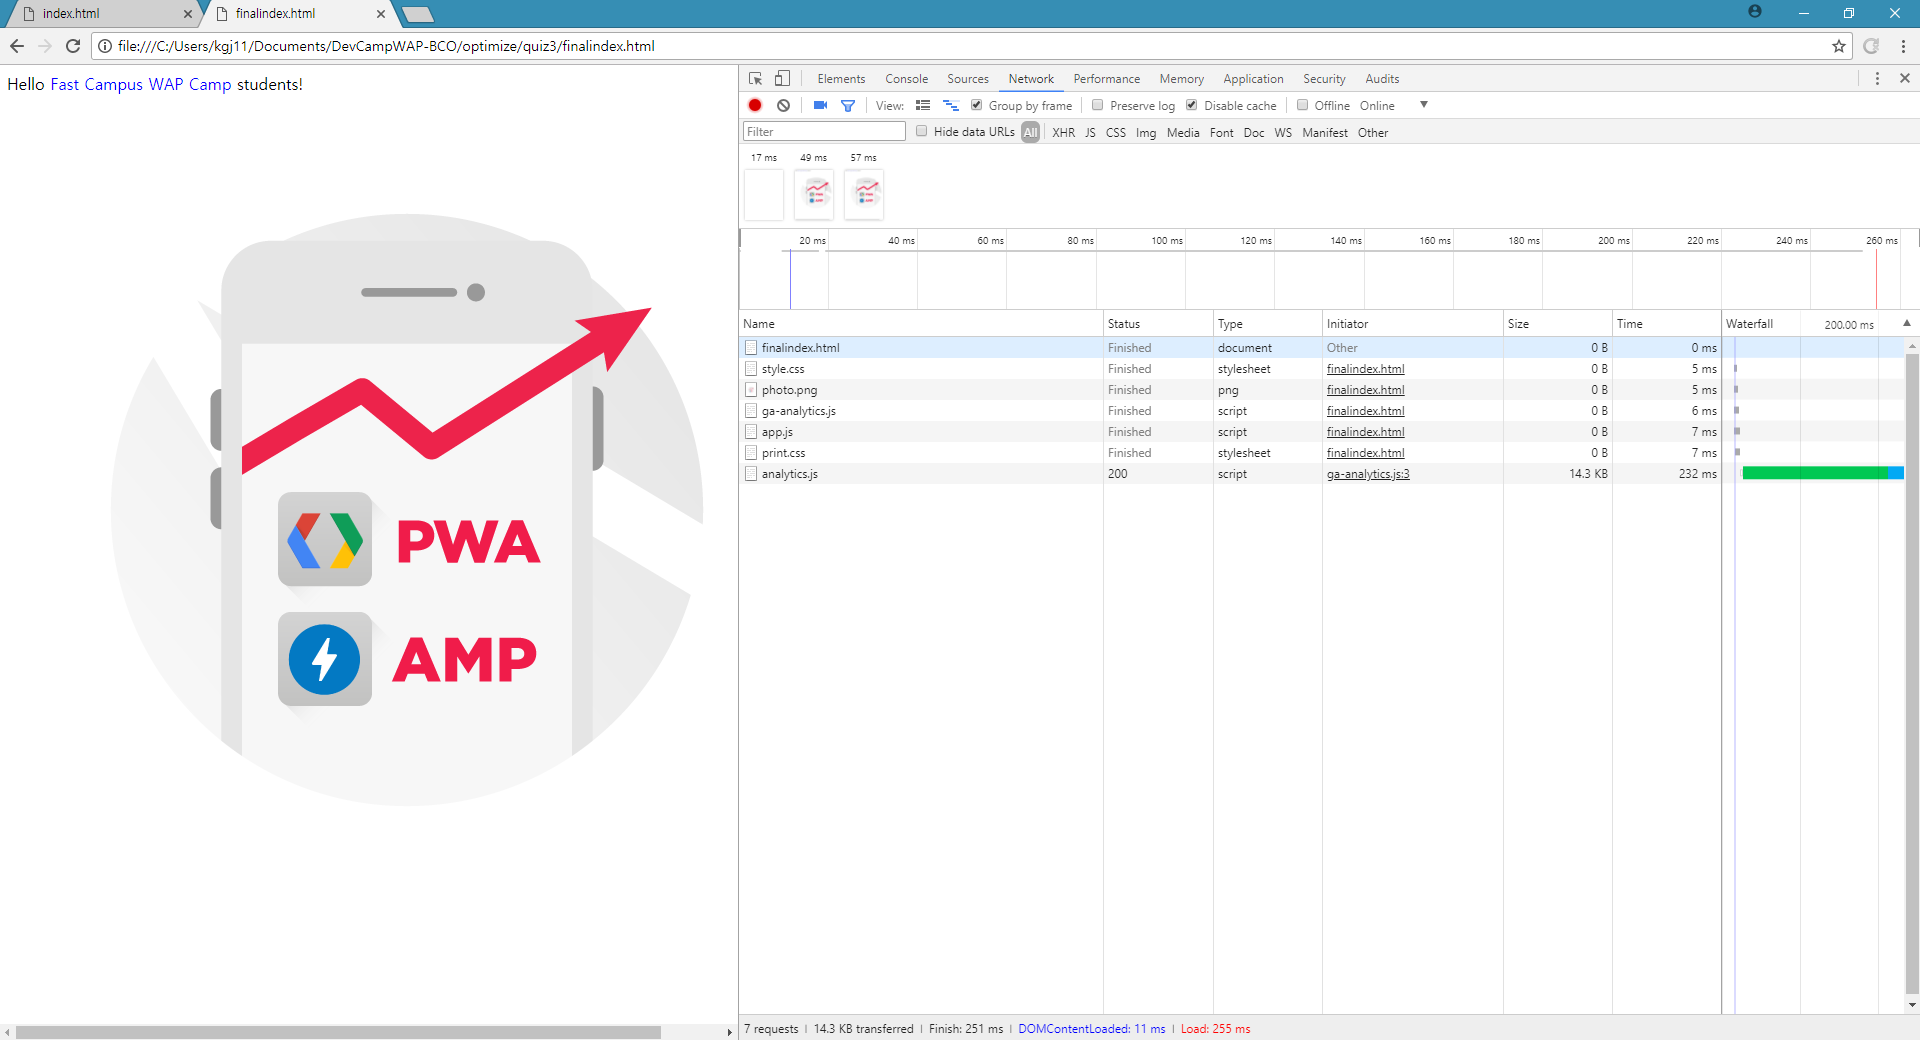 index.html
finalindex.html
file:///C:/Users/kgj11/Documents/DevCampWAP-BCO/optimize/quiz3/finalindex.html
Hello Fast Campus WAP Camp students!
PWA
AMP
Elements Console Sources Network Performance Memory Application Security Audits
View: Group by frame Preserve log Disable cache Offline Online
Filter Hide data URLs All XHR JS CSS Img Media Font Doc WS Manifest Other
17 ms 49 ms 57 ms
20 ms 40 ms 60 ms 80 ms 100 ms 120 ms 140 ms 160 ms 180 ms 200 ms 220 ms 240 ms 260 ms
Name Status Type Initiator Size Time Waterfall 200.00 ms
finalindex.html Finished document Other 0 B 0 ms
style.css Finished stylesheet finalindex.html 0 B 5 ms
photo.png Finished png finalindex.html 0 B 5 ms
ga-analytics.js Finished script finalindex.html 0 B 6 ms
app.js Finished script finalindex.html 0 B 7 ms
print.css Finished stylesheet finalindex.html 0 B 7 ms
analytics.js 200 script ga-analytics.js:3 14.3 KB 232 ms
7 requests | 14.3 KB transferred | Finish: 251 ms | DOMContentLoaded: 11 ms | Load: 255 ms